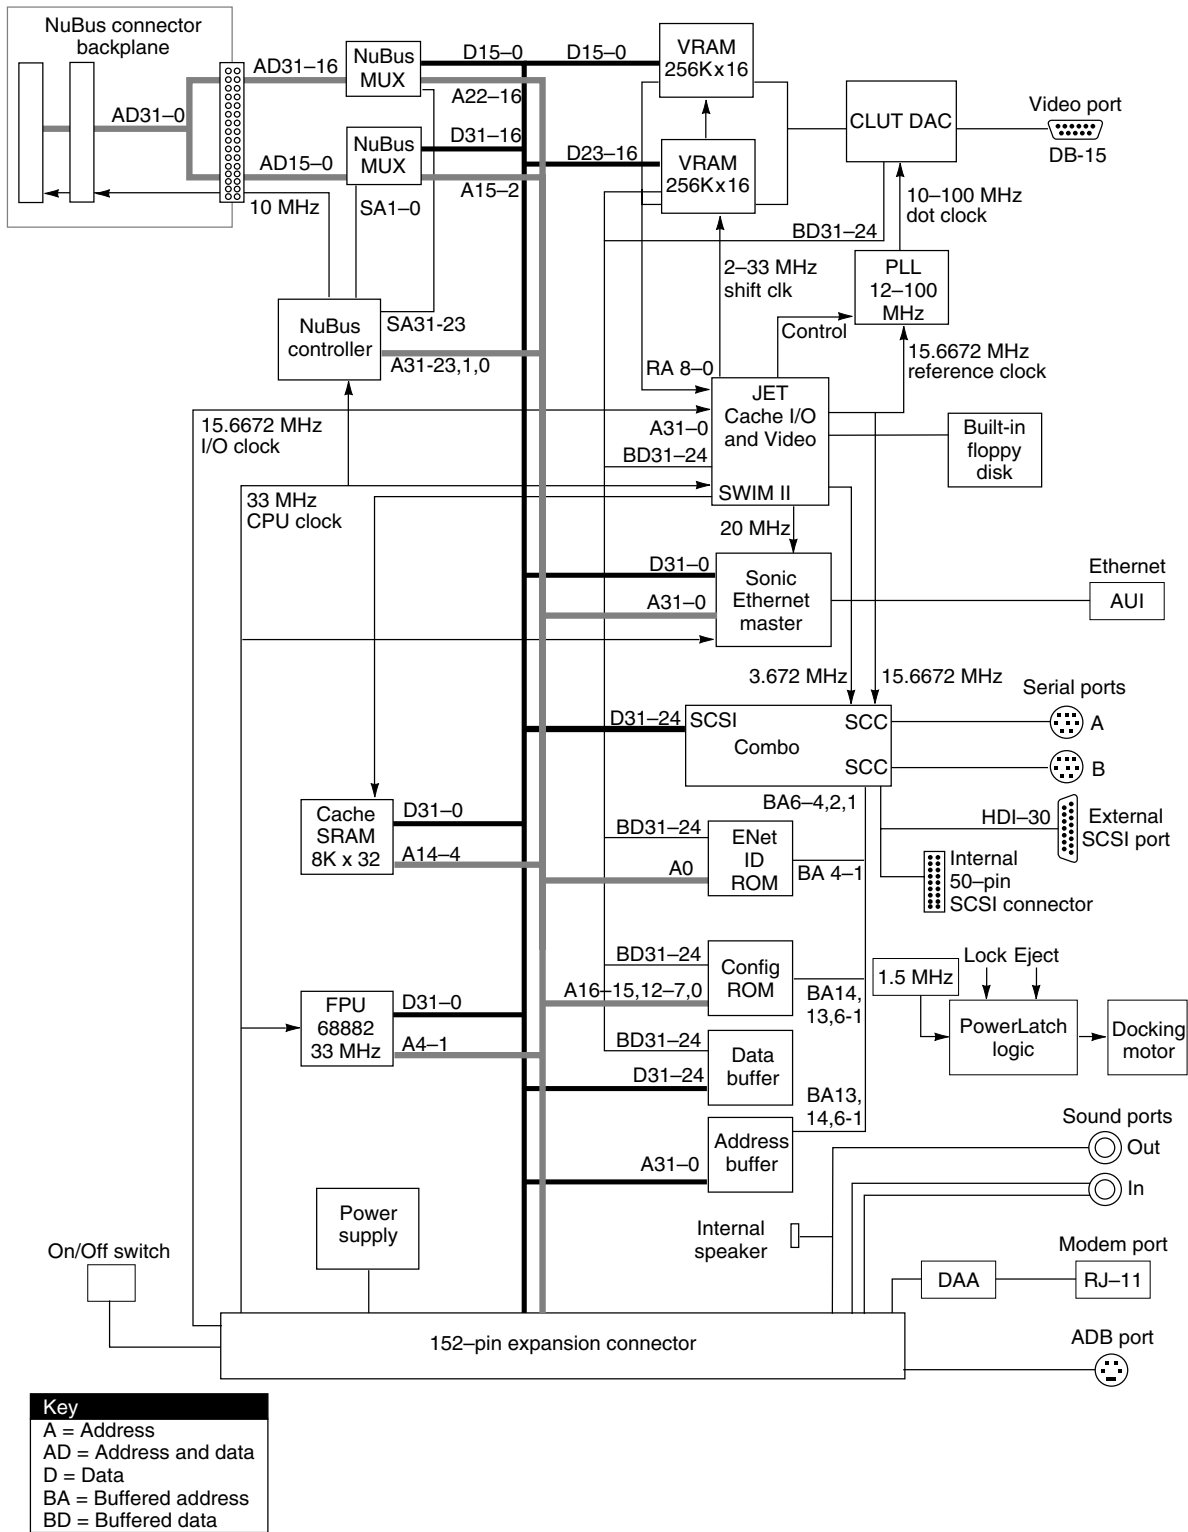 NuBus connector
backplane
AD31–0
AD31–16
AD15–0
10 MHz
NuBus
MUX
NuBus
MUX
D15–0
A22–16
D31–16
A15–2
SA1–0
D15–0
D23–16
VRAM
256Kx16
VRAM
256Kx16
CLUT DAC
Video port
DB-15
10–100 MHz
dot clock
BD31–24
2–33 MHz
shift clk
PLL
12–100
MHz
Control
NuBus
controller
SA31-23
A31-23,1,0
15.6672 MHz
reference clock
RA 8–0
JET
Cache I/O
and Video
SWIM II
A31–0
BD31–24
Built-in
floppy
disk
15.6672 MHz
I/O clock
33 MHz
CPU clock
20 MHz
D31–0
A31–0
Sonic
Ethernet
master
Ethernet
AUI
3.672 MHz
15.6672 MHz
D31–24
SCSI
SCC
Combo
SCC
Serial ports
A
B
BA6–4,2,1
HDI–30
External
SCSI port
Internal
50–pin
SCSI connector
Cache
SRAM
8K x 32
D31–0
A14–4
BD31–24
A0
ENet
ID
ROM
BA 4–1
BD31–24
A16–15,12–7,0
Config
ROM
BA14,
13,6-1
1.5 MHz
Lock
Eject
PowerLatch
logic
Docking
motor
FPU
68882
33 MHz
D31–0
A4–1
BD31–24
D31–24
Data
buffer
BA13,
14,6-1
A31–0
Address
buffer
Sound ports
Out
In
Internal
speaker
Power
supply
On/Off switch
Modem port
DAA
RJ–11
152–pin expansion connector
ADB port
Key
A = Address
AD = Address and data
D = Data
BA = Buffered address
BD = Buffered data